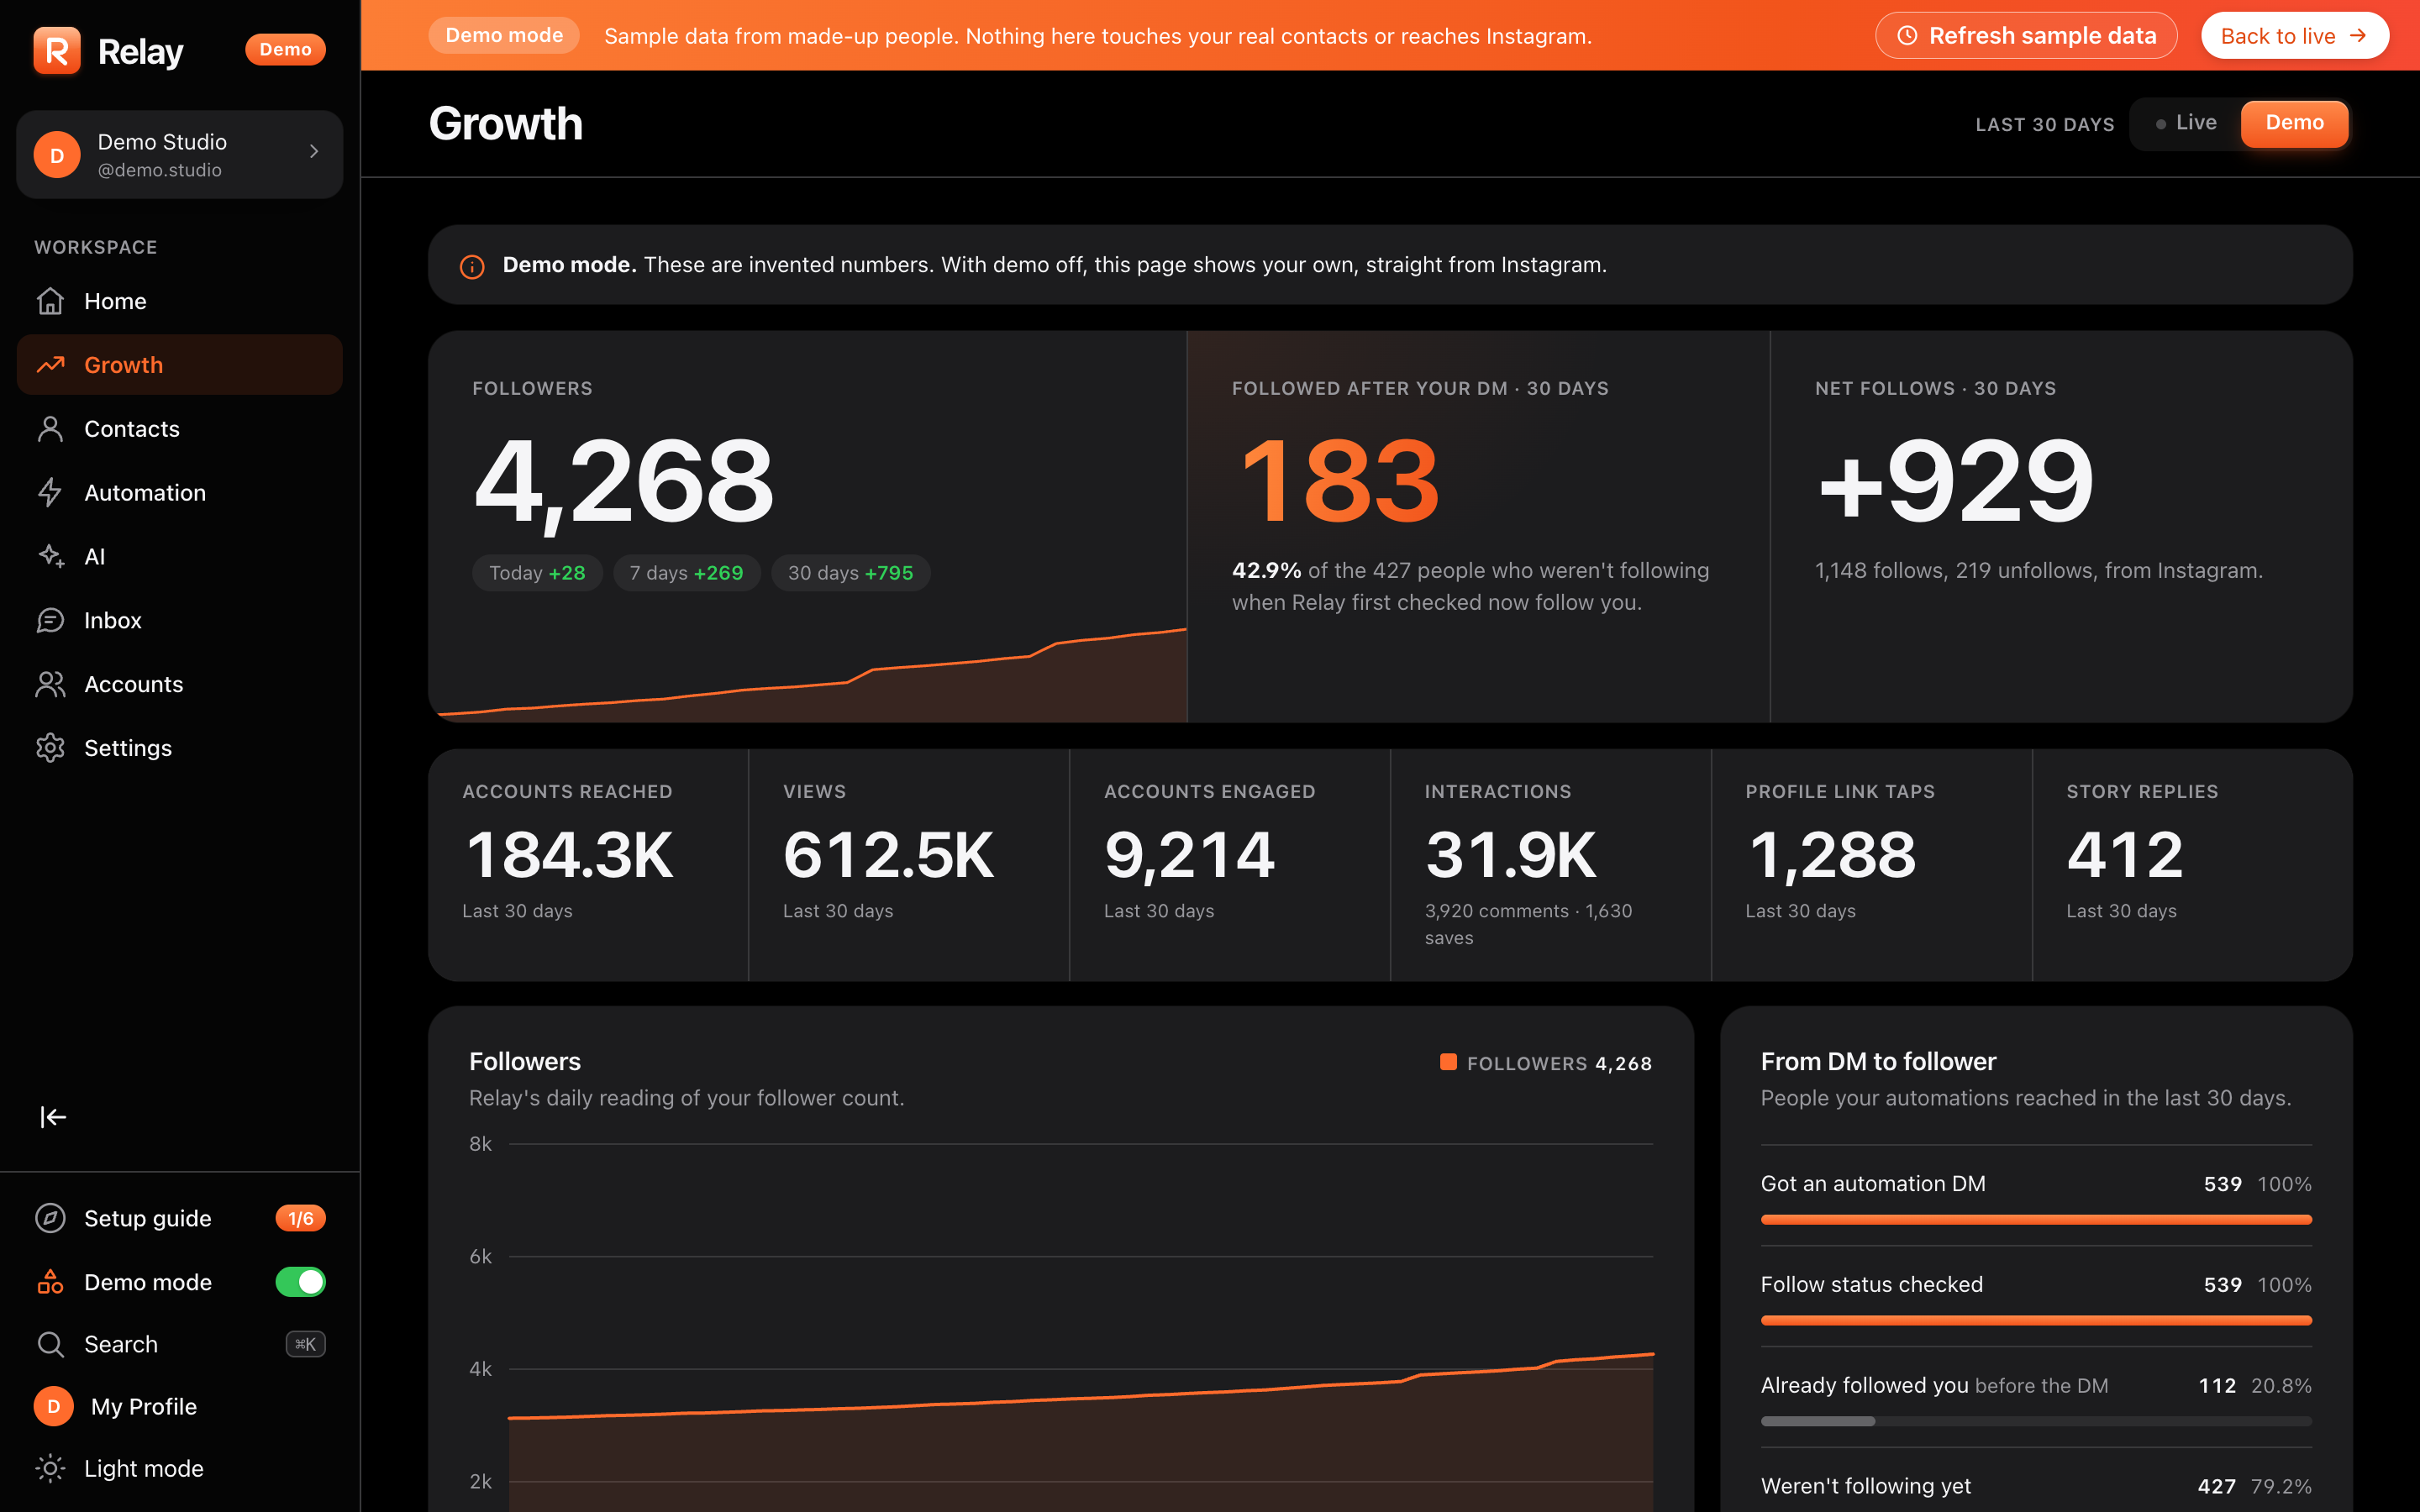 Relay
Demo
Demo Studio
@demo.studio
WORKSPACE
Home
Growth
Contacts
Automation
AI
Inbox
Accounts
Settings
Setup guide 1/6
Demo mode
Search ⌘K
My Profile
Light mode
Demo mode Sample data from made-up people. Nothing here touches your real contacts or reaches Instagram. Refresh sample data Back to live →
Growth
LAST 30 DAYS Live Demo
Demo mode. These are invented numbers. With demo off, this page shows your own, straight from Instagram.
FOLLOWERS
4,268
Today +28 7 days +269 30 days +795
FOLLOWED AFTER YOUR DM · 30 DAYS
183
42.9% of the 427 people who weren't following
when Relay first checked now follow you.
NET FOLLOWS · 30 DAYS
+929
1,148 follows, 219 unfollows, from Instagram.
ACCOUNTS REACHED
184.3K
Last 30 days
VIEWS
612.5K
Last 30 days
ACCOUNTS ENGAGED
9,214
Last 30 days
INTERACTIONS
31.9K
3,920 comments · 1,630
saves
PROFILE LINK TAPS
1,288
Last 30 days
STORY REPLIES
412
Last 30 days
Followers
FOLLOWERS 4,268
Relay's daily reading of your follower count.
8k
6k
4k
2k
From DM to follower
People your automations reached in the last 30 days.
Got an automation DM 539 100%
Follow status checked 539 100%
Already followed you before the DM 112 20.8%
Weren't following yet 427 79.2%
D
D
R